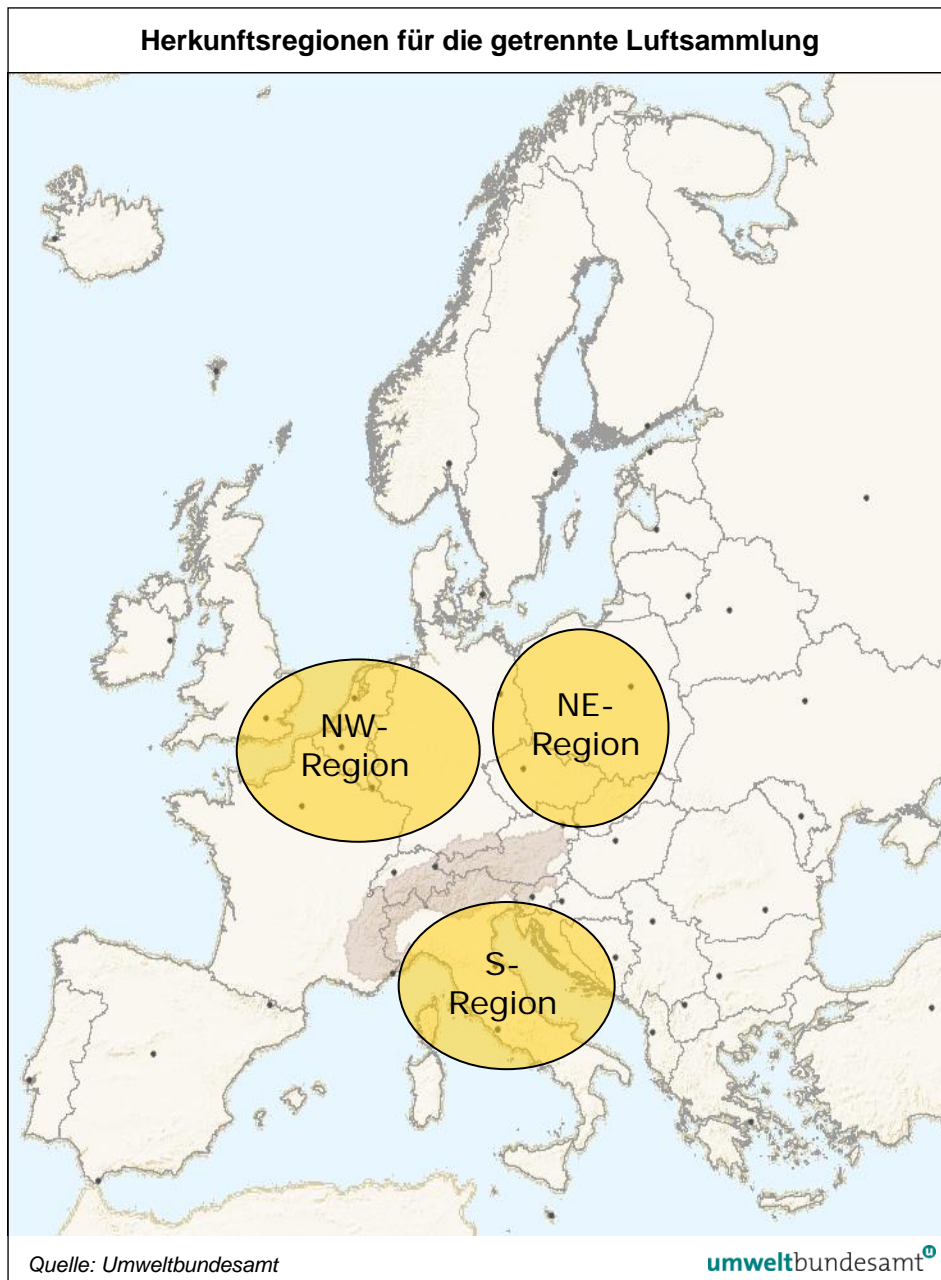 Herkunftsregionen für die getrennte Luftsammlung
NW-
Region
NE-
Region
S-
Region
Quelle: Umweltbundesamt
umweltbundesamt